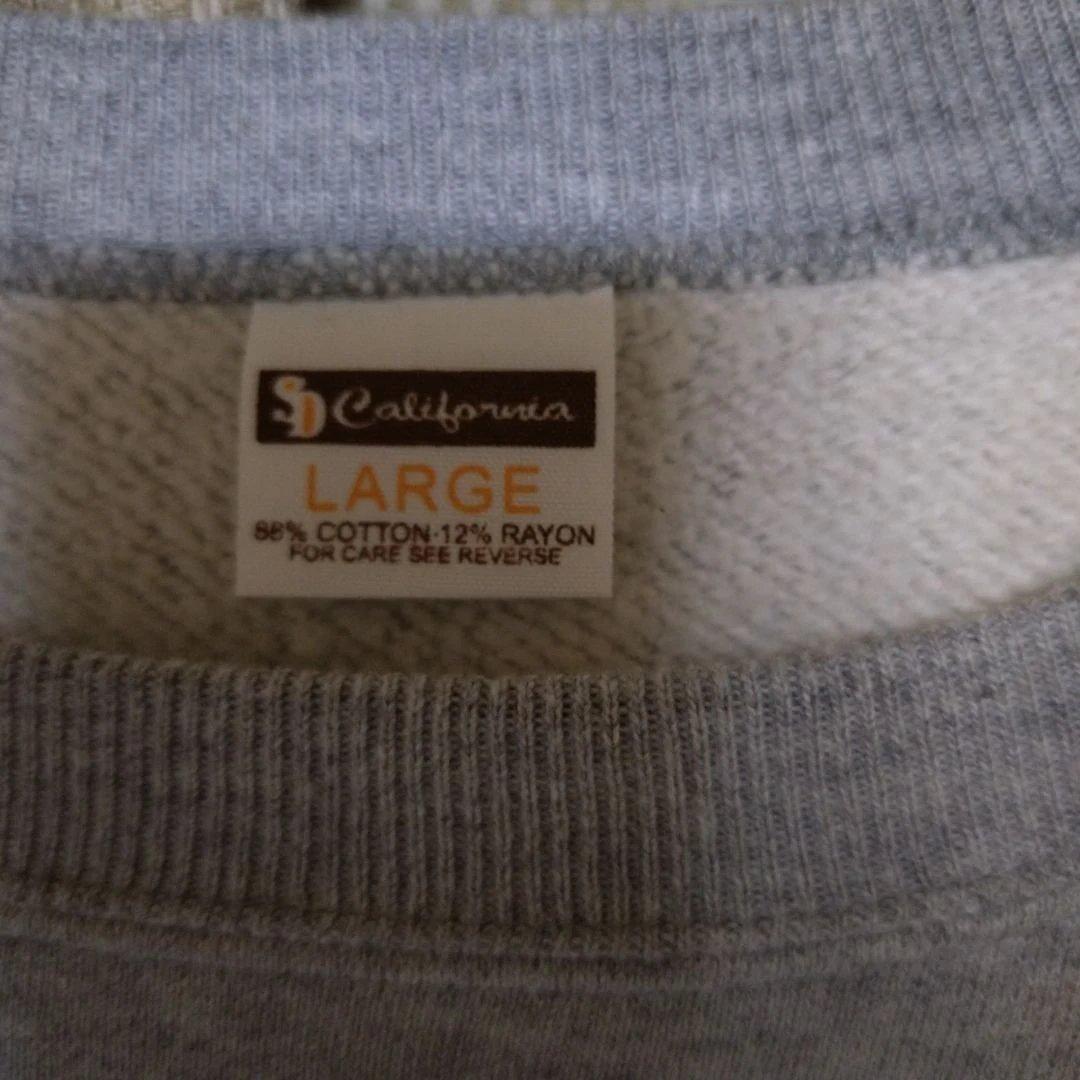 SD California
LARGE
88% COTTON·12% RAYON
FOR CARE SEE REVERSE